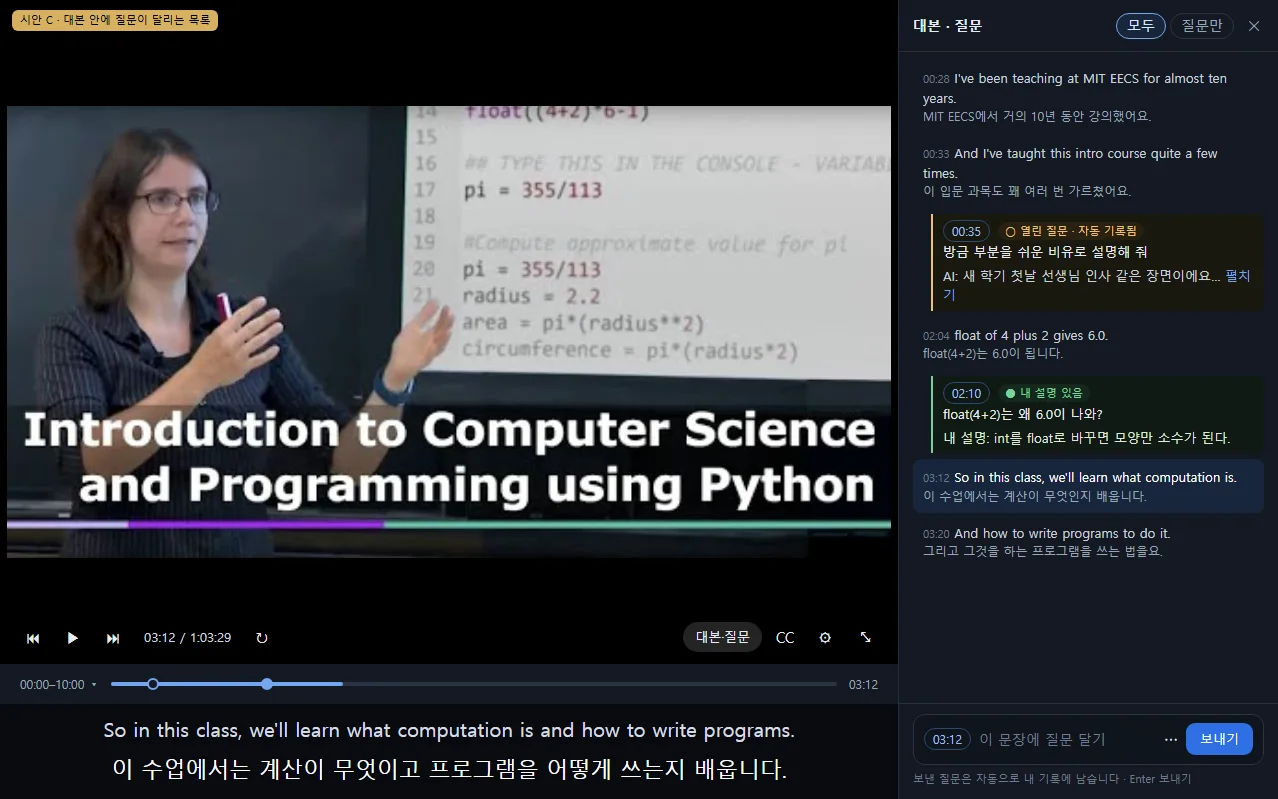 시안 C · 대본 안에 질문이 달리는 목록
14 float((4+2)*6-1)
15
16 ## TYPE THIS IN THE CONSOLE - VARIAB
17 pi = 355/113
18
19 #Compute approximate value for pi
20 pi = 355/113
21 radius = 2.2
area = pi*(radius**2)
circumference = pi*(radius*2)
Introduction to Computer Science
and Programming using Python
03:12 / 1:03:29
대본·질문
CC
00:00–10:00
03:12
So in this class, we'll learn what computation is and how to write programs.
이 수업에서는 계산이 무엇이고 프로그램을 어떻게 쓰는지 배웁니다.
대본 · 질문
모두
질문만
00:28 I've been teaching at MIT EECS for almost ten
years.
MIT EECS에서 거의 10년 동안 강의했어요.
00:33 And I've taught this intro course quite a few
times.
이 입문 과목도 꽤 여러 번 가르쳤어요.
00:35 열린 질문 · 자동 기록됨
방금 부분을 쉬운 비유로 설명해 줘
AI: 새 학기 첫날 선생님 인사 같은 장면이에요... 펼치
기
02:04 float of 4 plus 2 gives 6.0.
float(4+2)는 6.0이 됩니다.
02:10 내 설명 있음
float(4+2)는 왜 6.0이 나와?
내 설명: int를 float로 바꾸면 모양만 소수가 된다.
03:12 So in this class, we'll learn what computation is.
이 수업에서는 계산이 무엇인지 배웁니다.
03:20 And how to write programs to do it.
그리고 그것을 하는 프로그램을 쓰는 법을요.
03:12 이 문장에 질문 달기
보내기
보낸 질문은 자동으로 내 기록에 남습니다 · Enter 보내기